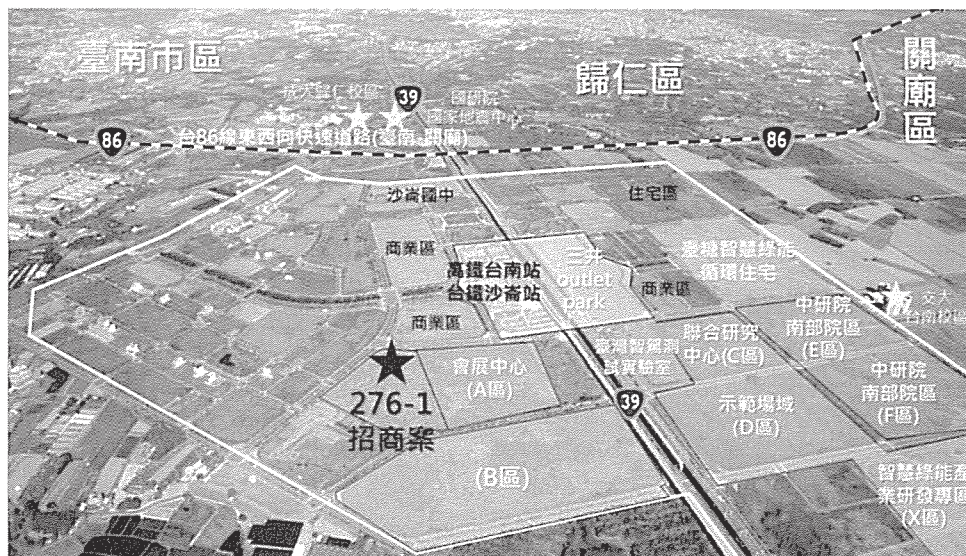 臺南市區
歸仁區
關廟區
成大歸仁校區
39
國研院
國家地震中心
86
台86線東西向快速道路(臺南-關廟)
86
沙崙國中
住宅區
商業區
高鐵台南站
台鐵沙崙站
三井
outlet
park
商業區
臺糖智慧綠能
循環住宅
交大
台南校區
商業區
中研院
南部院區
(E區)
聯合研究
中心(C區)
臺灣智駕測
試實驗室
會展中心
(A區)
中研院
南部院區
(F區)
276-1
招商案
39
示範場域
(D區)
(B區)
智慧綠能產
業研發專區
(X區)